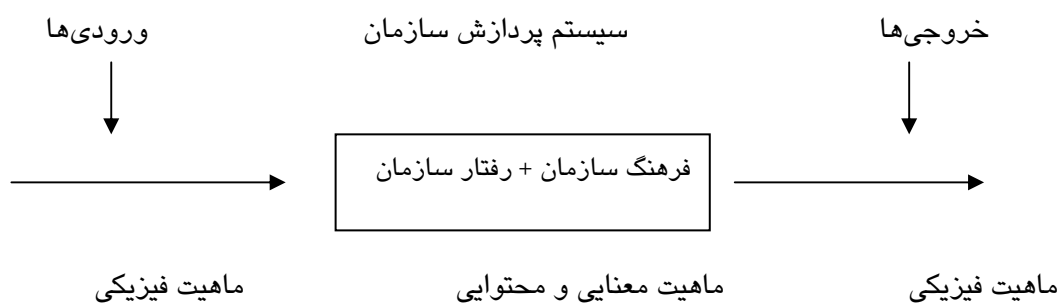 ورودی‌ها
سیستم پردازش سازمان
خروجی‌ها
فرهنگ سازمان + رفتار سازمان
ماهیت فیزیکی
ماهیت معنایی و محتوایی
ماهیت فیزیکی